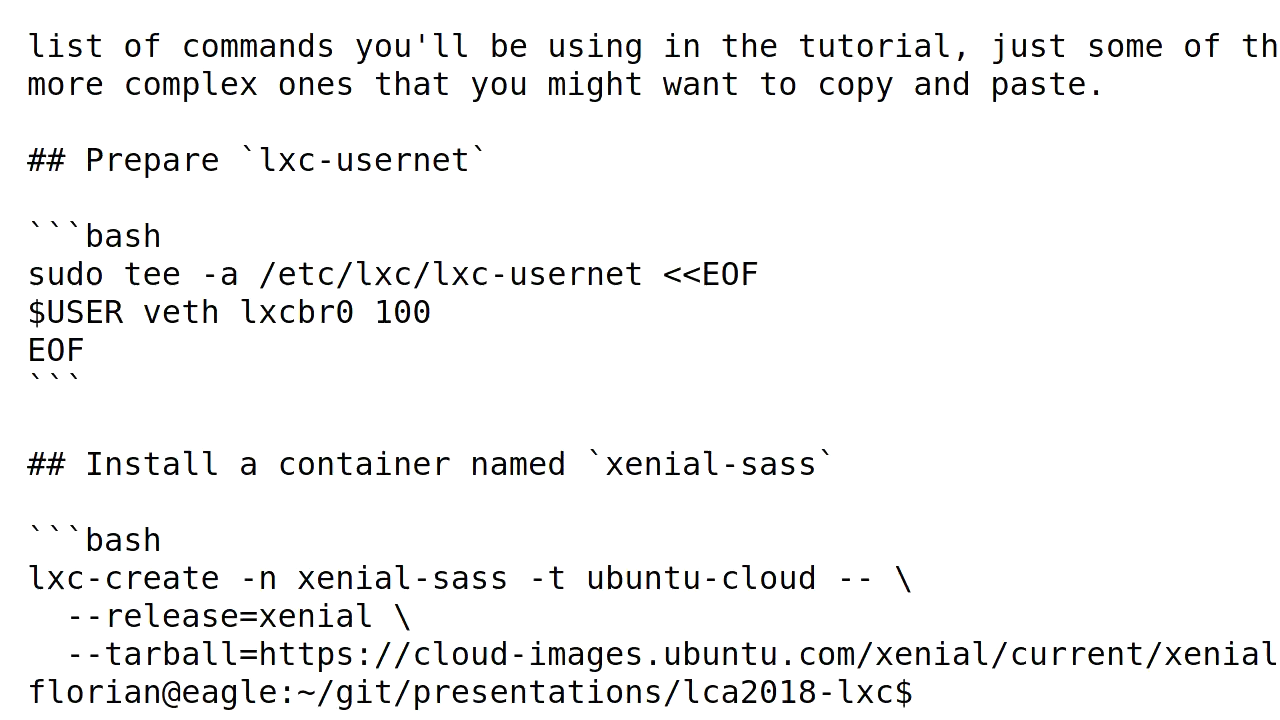 list of commands you'll be using in the tutorial, just some of th
more complex ones that you might want to copy and paste.
## Prepare `lxc-usernet`
```bash
sudo tee -a /etc/lxc/lxc-usernet <<EOF
$USER veth lxcbr0 100
EOF
```
## Install a container named `xenial-sass`
```bash
lxc-create -n xenial-sass -t ubuntu-cloud -- \
  --release=xenial \
  --tarball=https://cloud-images.ubuntu.com/xenial/current/xenial
florian@eagle:~/git/presentations/lca2018-lxc$